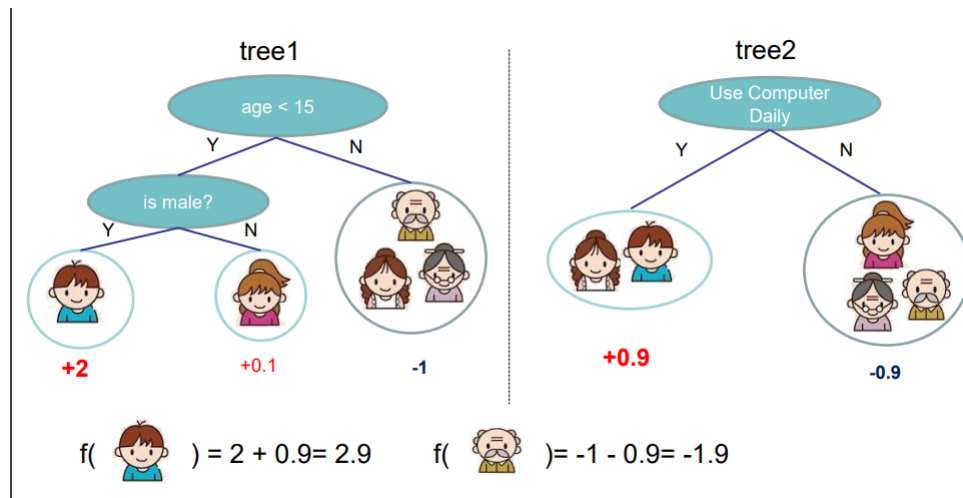 tree1
tree2
age < 15
Use Computer
Daily
Y
N
Y
N
is male?
Y
N
+2
+0.1
-1
+0.9
-0.9
f( ) = 2 + 0.9= 2.9
f( )= -1 - 0.9= -1.9